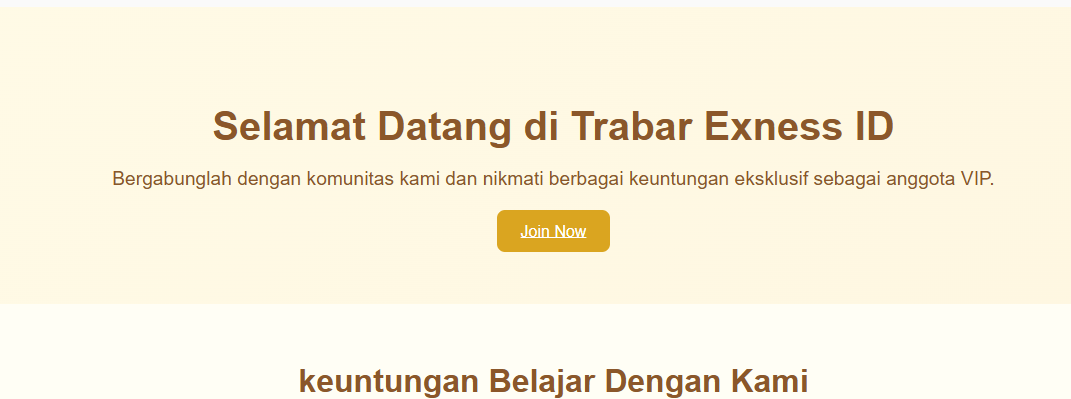 Selamat Datang di Trabar Exness ID
Bergabunglah dengan komunitas kami dan nikmati berbagai keuntungan eksklusif sebagai anggota VIP.
Join Now
keuntungan Belajar Dengan Kami